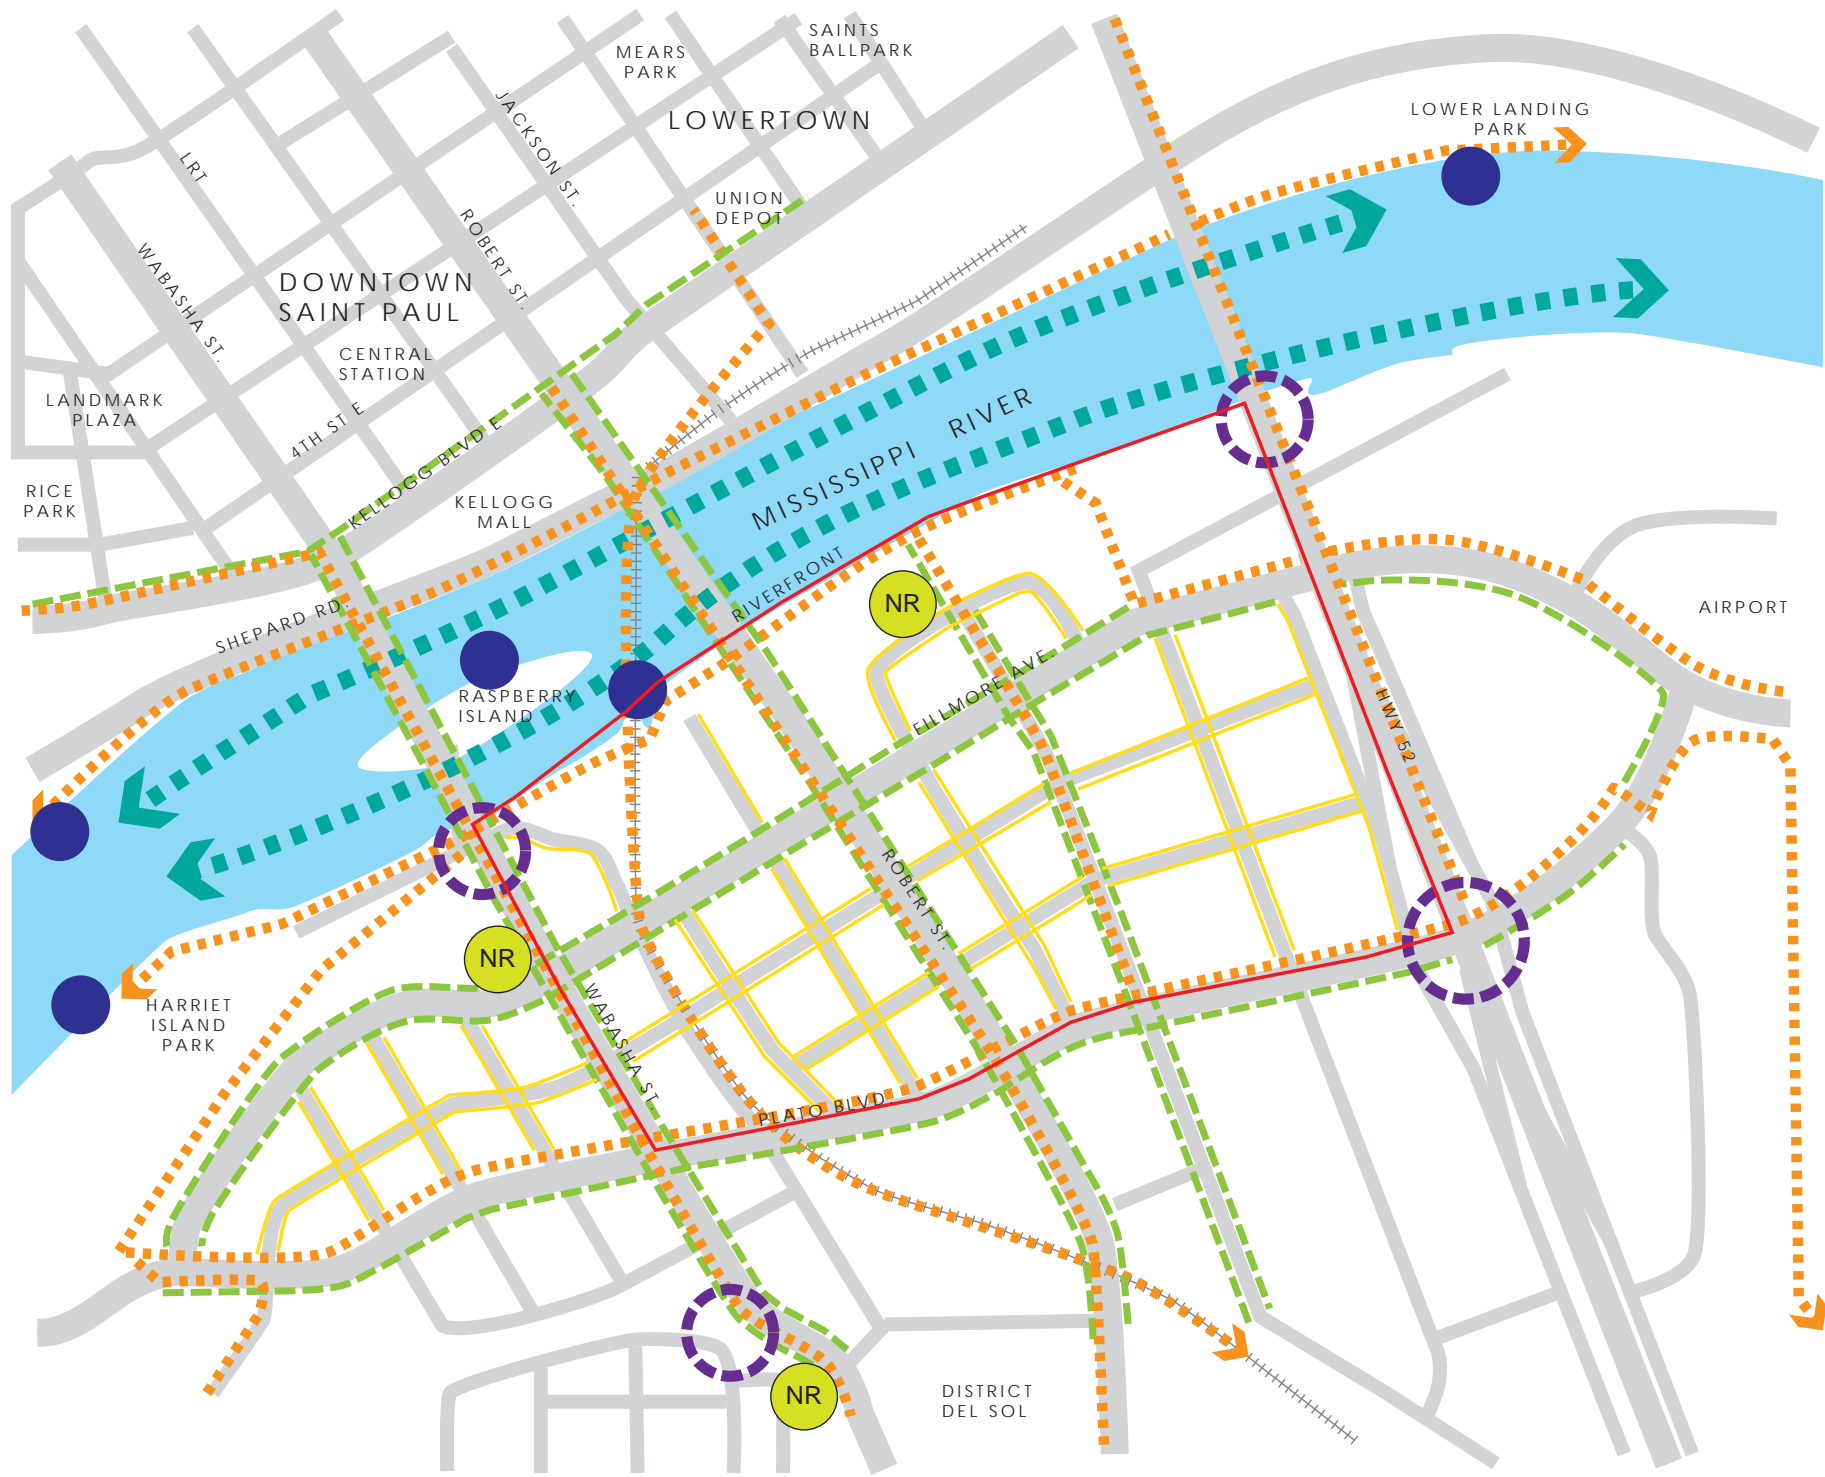 SAINTS
BALLPARK
MEARS
PARK
LOWERTOWN
JACKSON ST.
LRT
LOWER LANDING
PARK
UNION
DEPOT
ROBERT ST.
WABASHA ST.
DOWNTOWN
SAINT PAUL
CENTRAL
STATION
LANDMARK
PLAZA
4TH ST E
KELLOGG BLVD E
RICE
PARK
KELLOGG
MALL
MISSISSIPPI RIVER
SHEPARD RD.
RIVERFRONT
NR
AIRPORT
RASPBERRY
ISLAND
FILLMORE AVE.
HWY 52
ROBERT ST.
NR
HARRIET
ISLAND
PARK
WABASHA ST.
PLATO BLVD.
NR
DISTRICT
DEL SOL